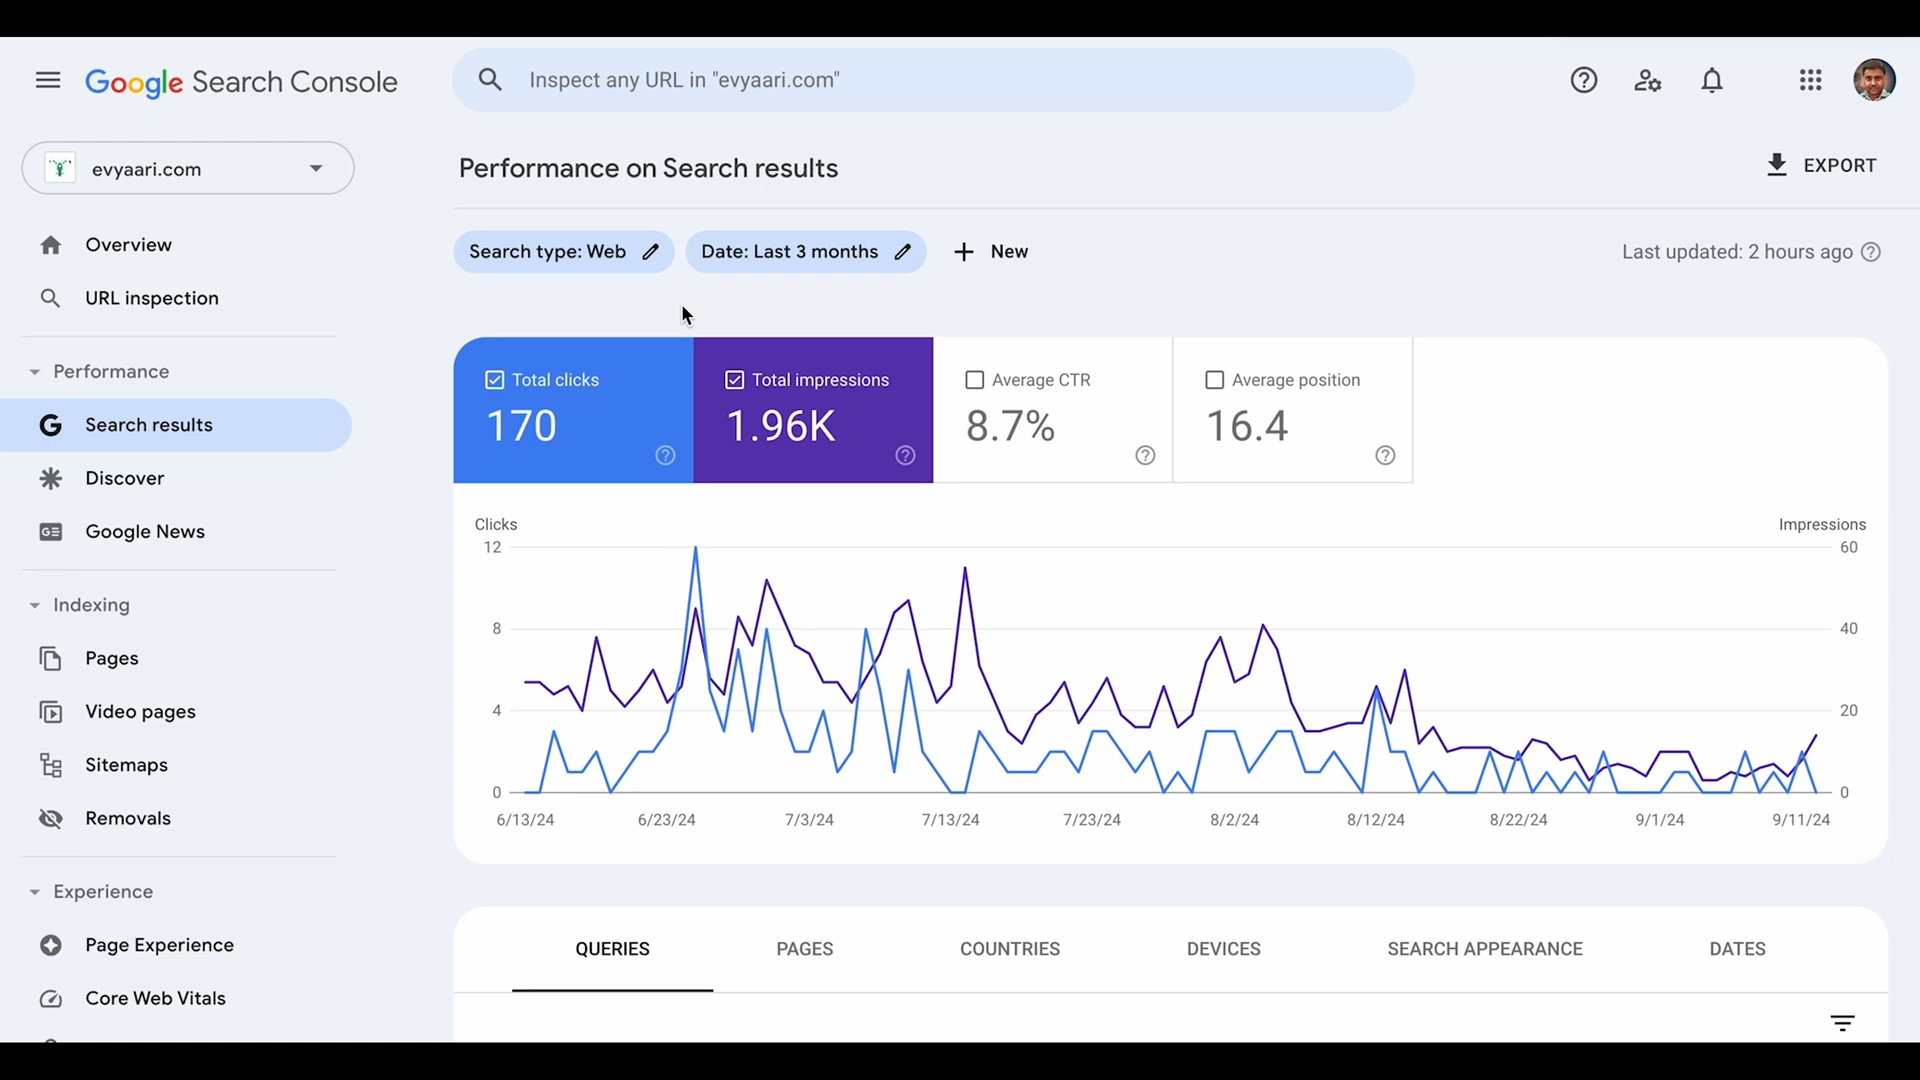 Google Search Console
Inspect any URL in "evyaari.com"
evyaari.com
Overview
URL inspection
Performance
Search results
Discover
Google News
Indexing
Pages
Video pages
Sitemaps
Removals
Experience
Page Experience
Core Web Vitals
Performance on Search results
EXPORT
Search type: Web
Date: Last 3 months
New
Last updated: 2 hours ago
Total clicks
170
Total impressions
1.96K
Average CTR
8.7%
Average position
16.4
Clicks
Impressions
12
60
8
40
4
20
0
0
6/13/24
6/23/24
7/3/24
7/13/24
7/23/24
8/2/24
8/12/24
8/22/24
9/1/24
9/11/24
QUERIES
PAGES
COUNTRIES
DEVICES
SEARCH APPEARANCE
DATES